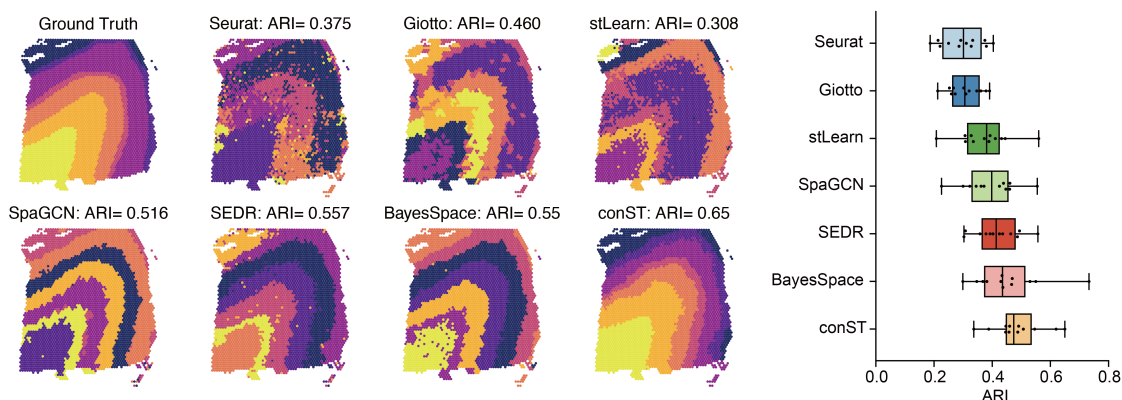 Ground Truth
Seurat: ARI= 0.375
Giotto: ARI= 0.460
stLearn: ARI= 0.308
SpaGCN: ARI= 0.516
SEDR: ARI= 0.557
BayesSpace: ARI= 0.55
conST: ARI= 0.65
Seurat
Giotto
stLearn
SpaGCN
SEDR
BayesSpace
conST
0.0 0.2 0.4 0.6 0.8
ARI